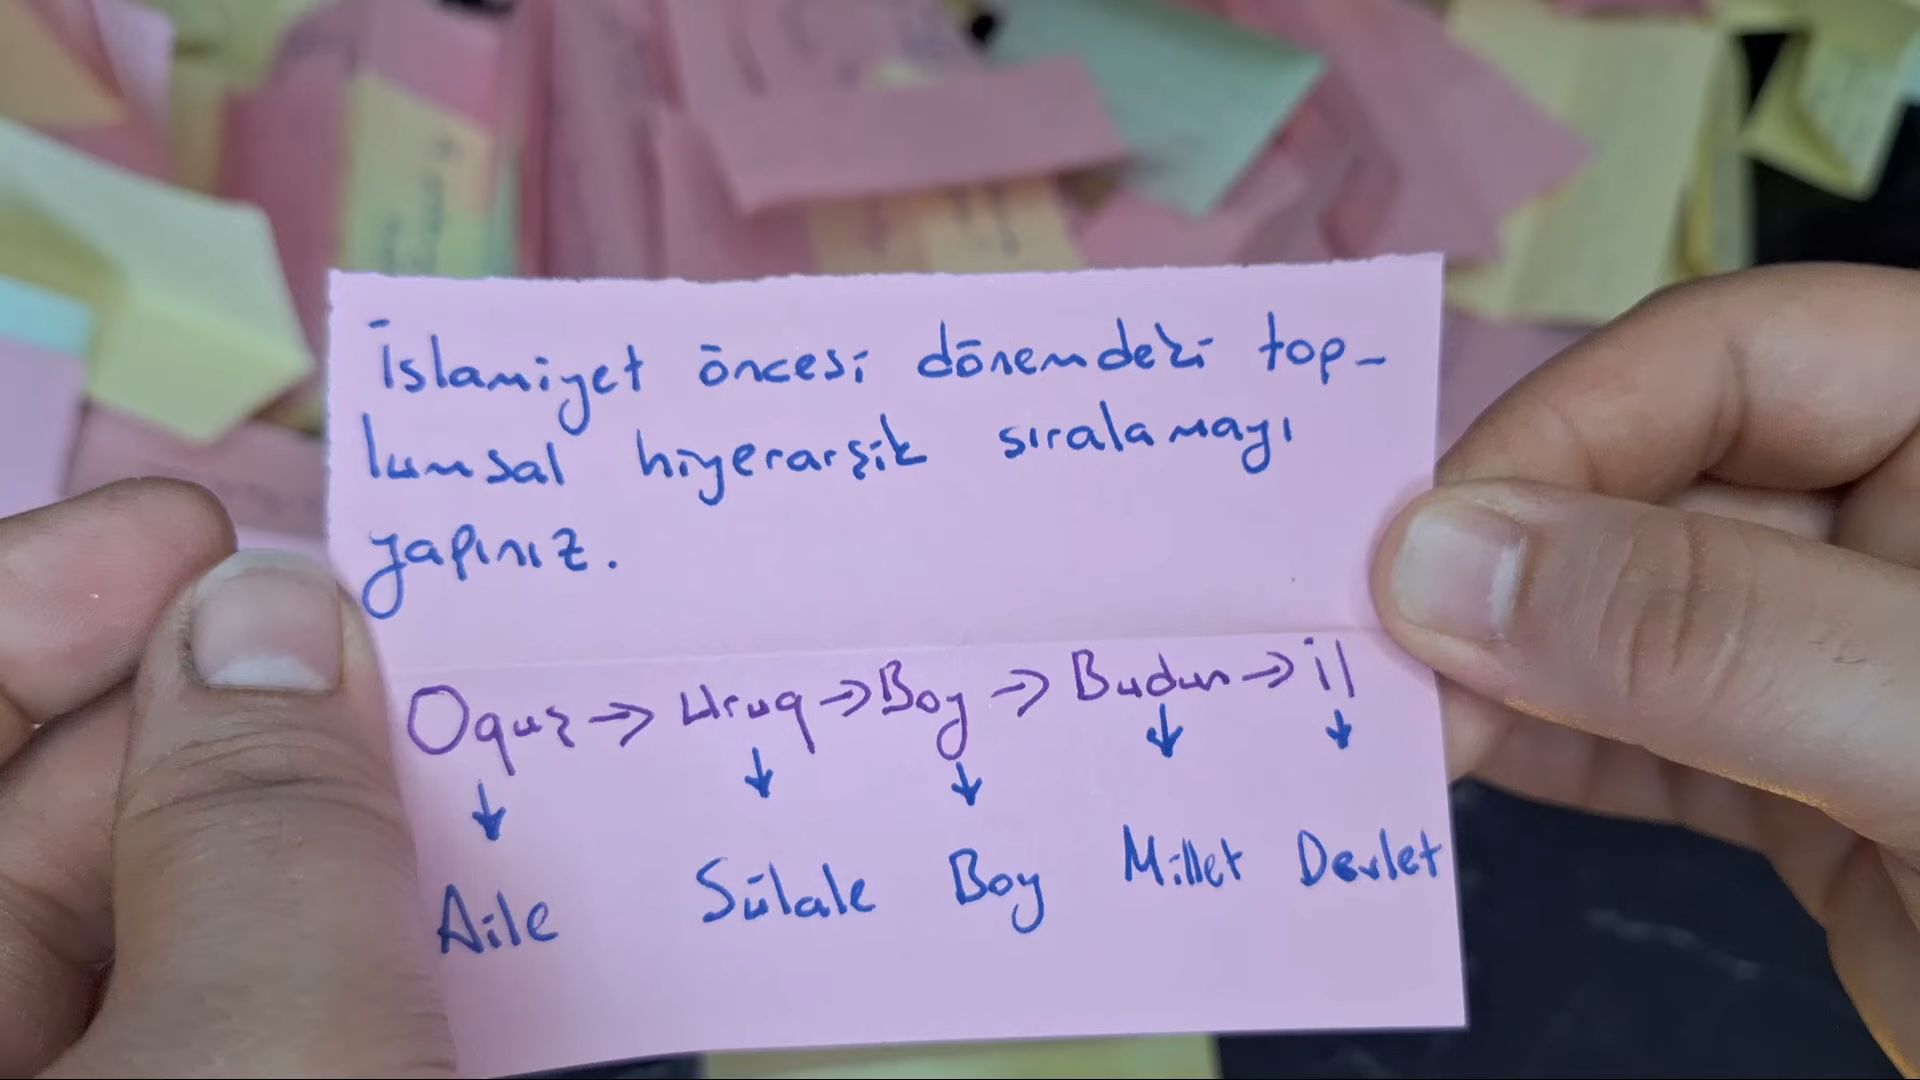 İslamiyet öncesi dönemdeki top-
lumsal hiyerarşik sıralamayı
yapınız.
Oguz → Urug → Boy → Budun → il
↓ ↓ ↓ ↓ ↓
Aile Sülale Boy Millet Devlet